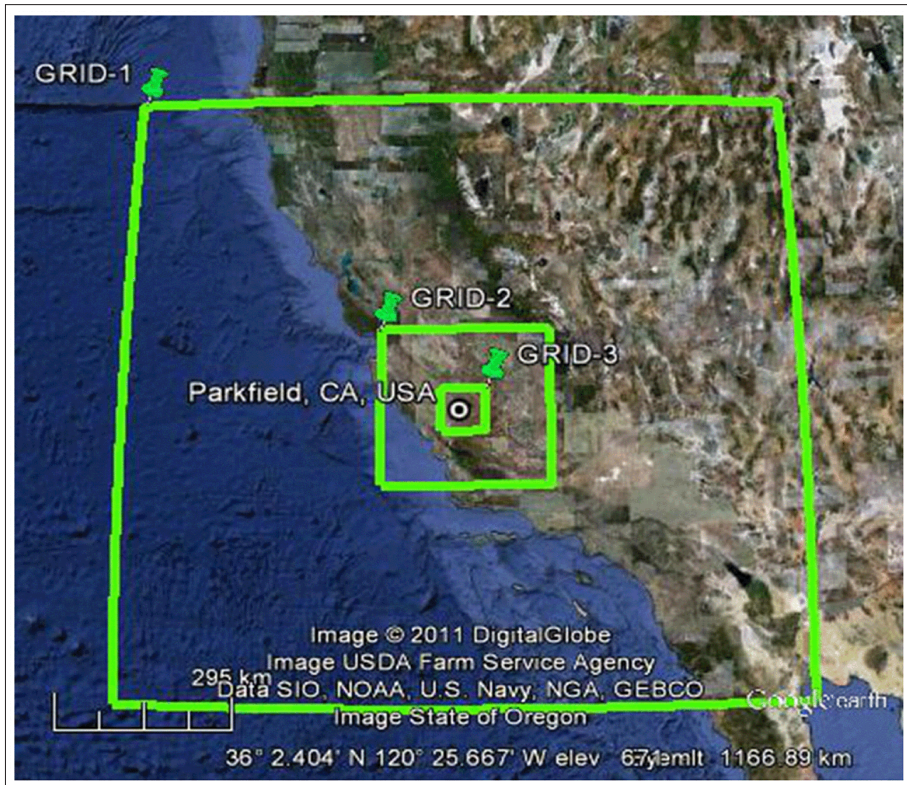 GRID-1
GRID-2
GRID-3
Parkfield, CA, USA
Image © 2011 DigitalGlobe
Image USDA Farm Service Agency
295 km
Data SIO, NOAA, U.S. Navy, NGA, GEBCO
Google earth
Image State of Oregon
36° 2.404' N 120° 25.667' W elev 1166.89 km